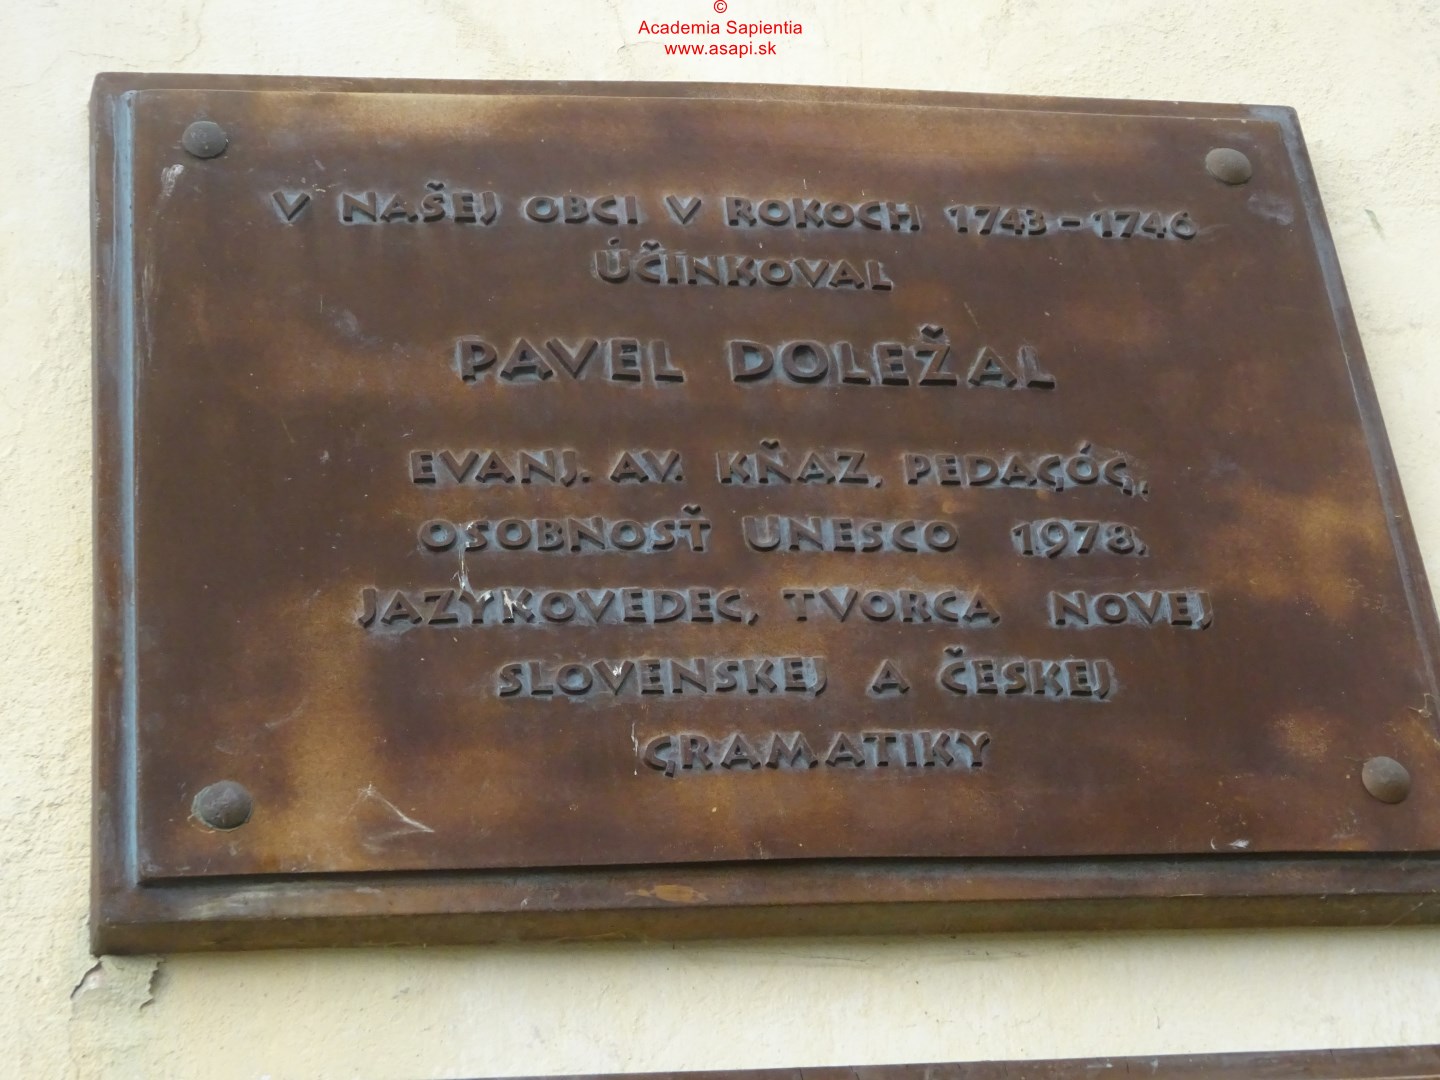 ©
Academia Sapientia
www.asapi.sk
V NAŠEJ OBCI V ROKOCH 1743-1746
ÚČINKOVAL
PAVEL DOLEŽAL
EVANJ. AV. KŇAZ, PEDAGÓG,
OSOBNOSŤ UNESCO 1978,
JAZYKOVEDEC, TVORCA NOVEJ
SLOVENSKEJ A ČESKEJ
GRAMATIKY